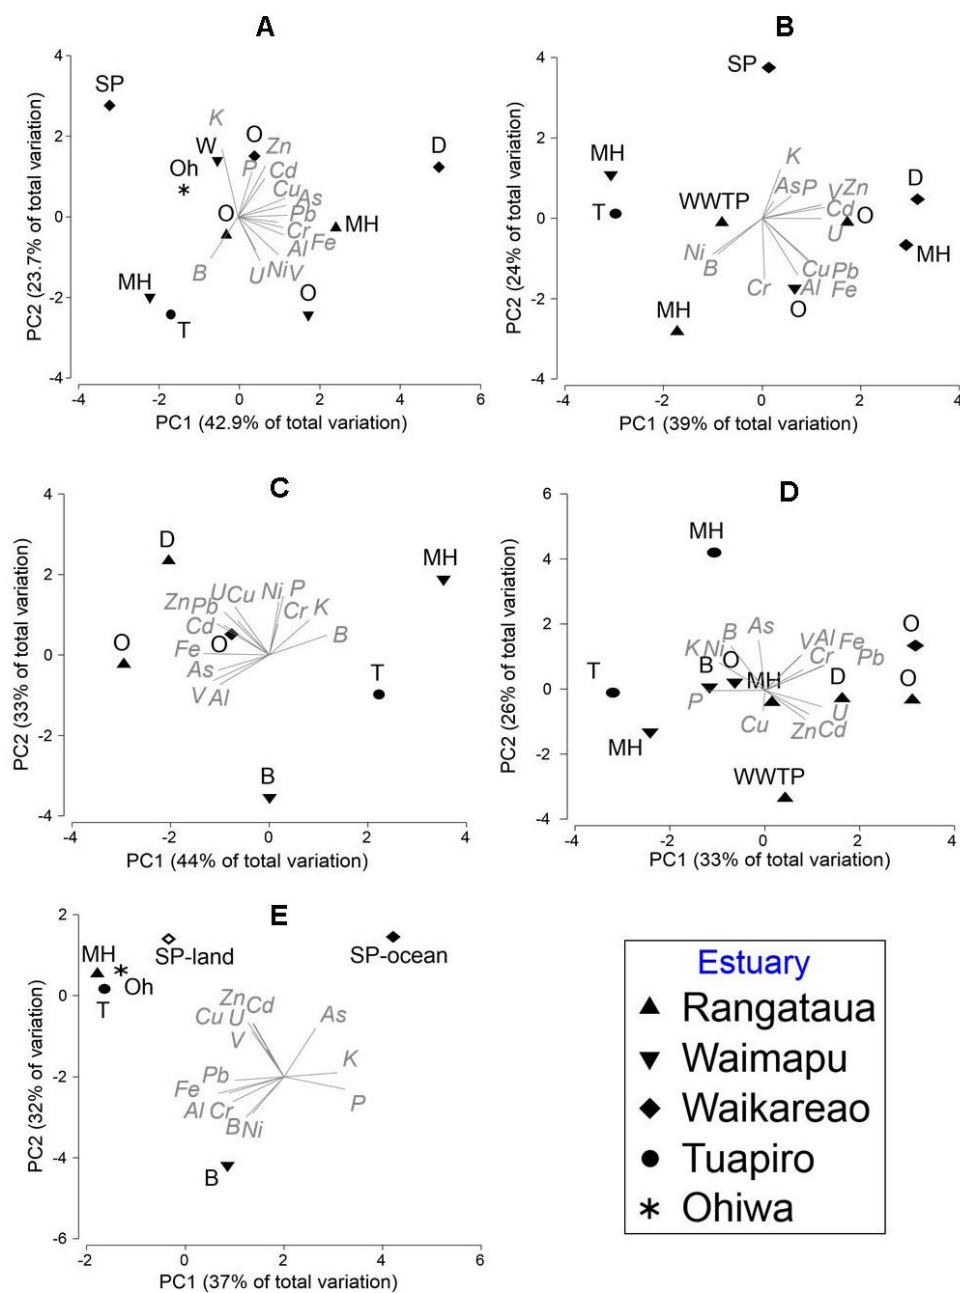 A
B
4
2
0
-2
-4
PC2 (23.7% of total variation)
SP
K
W
O
Zn
D
P
Oh
Cd
Cu
As
O
Pb
MH
Cr
Al
Fe
B
U
Ni
V
MH
O
T
-4 -2 0 2 4 6
PC1 (42.9% of total variation)
4
2
0
-2
-4
PC2 (24% of total variation)
SP
MH
K
As
P
V
Zn
D
T
WWTP
Cd
O
U
MH
Ni
B
Cu
Pb
Cr
Al
Fe
MH
O
-4 -2 0 2 4
PC1 (39% of total variation)
C
D
4
2
0
-2
-4
PC2 (33% of total variation)
D
MH
U
Cu
Ni
P
Zn
Pb
Cr
K
Cd
B
O
O
Fe
As
T
V
Al
B
-4 -2 0 2 4
PC1 (44% of total variation)
6
4
2
0
-2
-4
PC2 (26% of total variation)
MH
O
B
As
K
Ni
V
Al
Fe
Cr
Pb
T
B
O
MH
D
O
P
U
Cu
Zn
Cd
MH
WWTP
-4 -2 0 2 4
PC1 (33% of total variation)
E
2
0
-2
-4
-6
PC2 (32% of variation)
MH
SP-land
SP-ocean
Oh
T
Zn
Cd
Cu
U
As
V
K
Pb
Fe
P
Al
Cr
B
Ni
B
-2 0 2 4 6
PC1 (37% of total variation)
Estuary
Rangataua
Waimapu
Waikareao
Tuapiro
Ohiwa